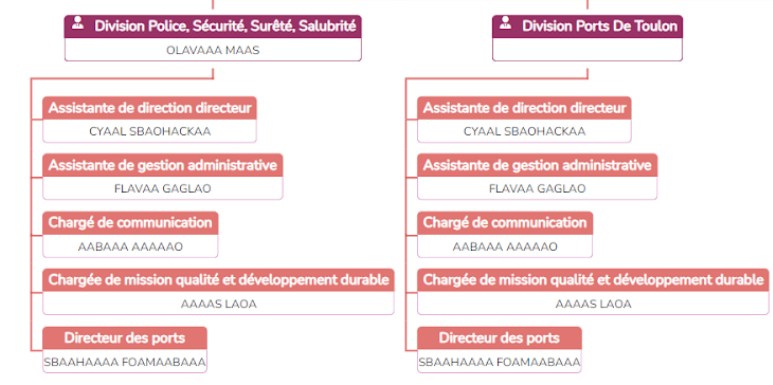 Division Police, Sécurité, Surêté, Salubrité
OLAVAAA MAAS
Assistante de direction directeur
CYAAL SBAOHACKAA
Assistante de gestion administrative
FLAVAA GAGLAO
Chargé de communication
AABAAA AAAAAO
Chargée de mission qualité et développement durable
AAAAS LAOA
Directeur des ports
SBAAHAAAA FOAMAABAAA
Division Ports De Toulon
Assistante de direction directeur
CYAAL SBAOHACKAA
Assistante de gestion administrative
FLAVAA GAGLAO
Chargé de communication
AABAAA AAAAAO
Chargée de mission qualité et développement durable
AAAAS LAOA
Directeur des ports
SBAAHAAAA FOAMAABAAA